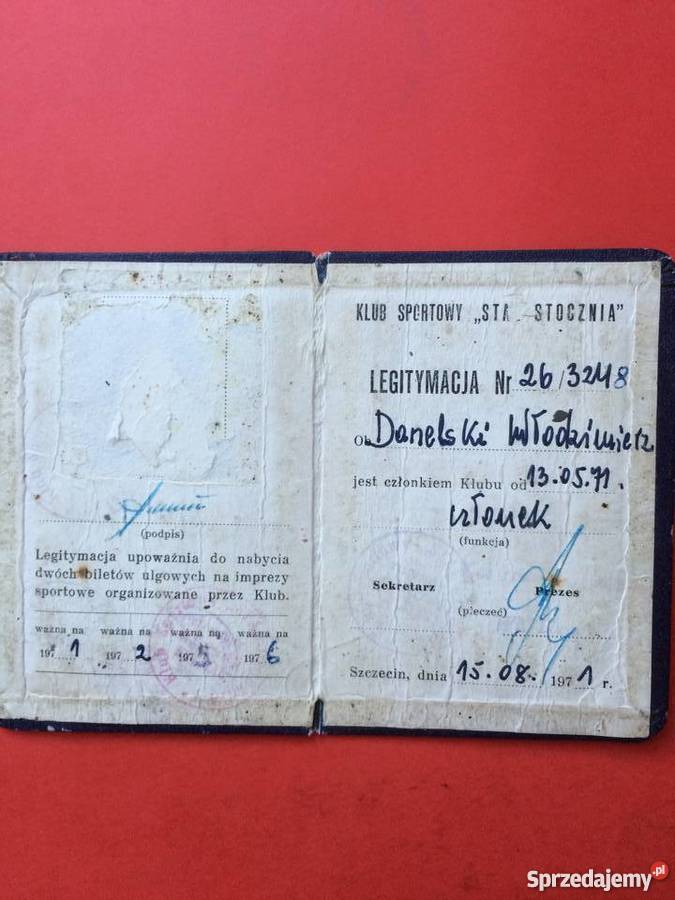 (podpis)
Legitymacja upoważnia do nabycia
dwóch biletów ulgowych na imprezy
sportowe organizowane przez Klub.
ważna na ważna na ważna na ważna na
1971 1972 197 1976
KLUB SPORTOWY „STA STOCZNIA”
LEGITYMACJA Nr 26/3248
Ob. Danelski Włodzimierz
jest członkiem Klubu od 13.05.71.
członek
(funkcja)
Sekretarz Prezes
(pieczęć)
Szczecin, dnia 15.08. 1971 r.
Sprzedajemy.pl